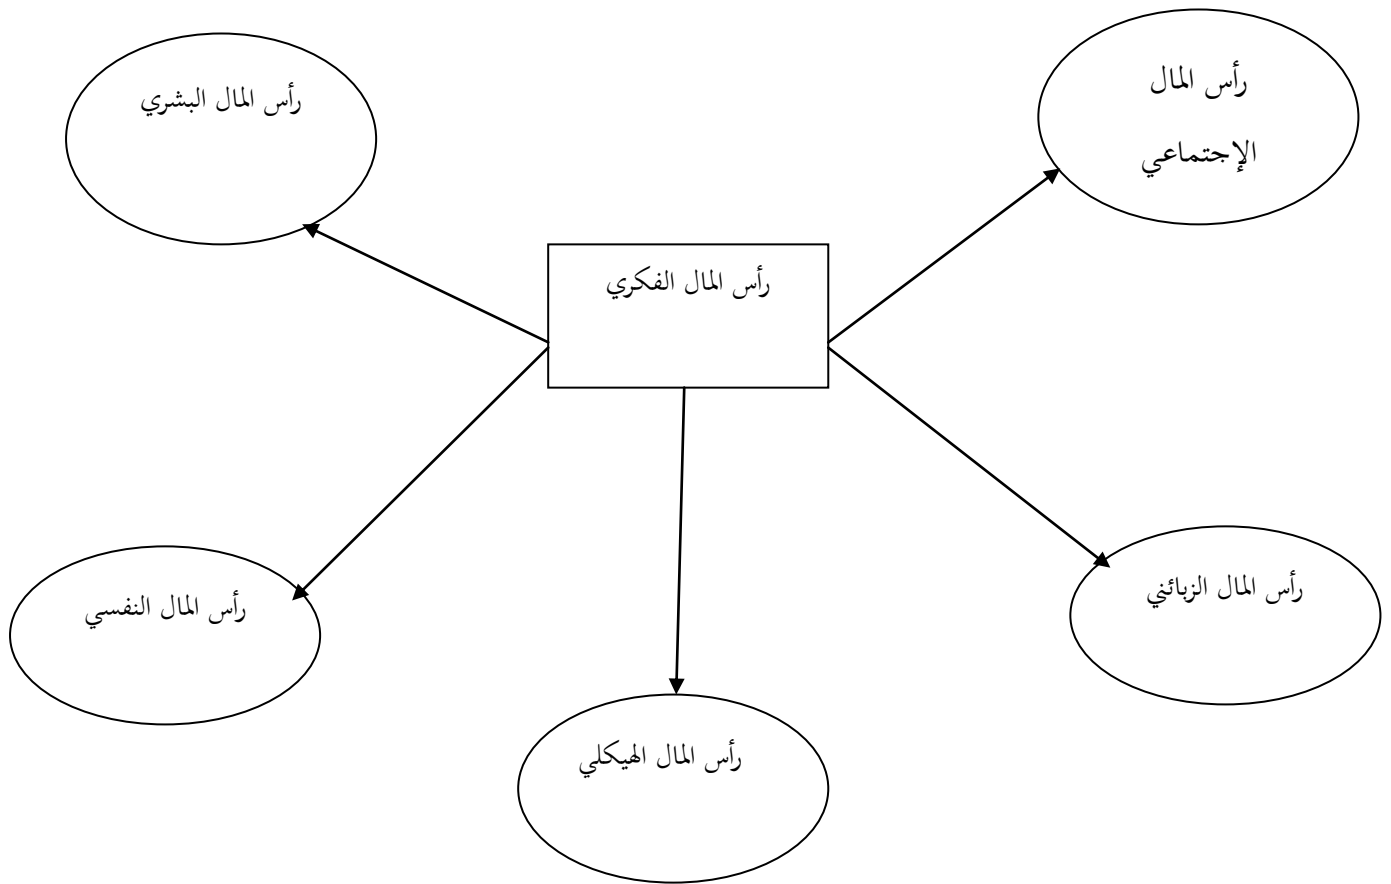 رأس المال
الإجتماعي
رأس المال البشري
رأس المال الفكري
رأس المال الزبائني
رأس المال النفسي
رأس المال الهيكلي